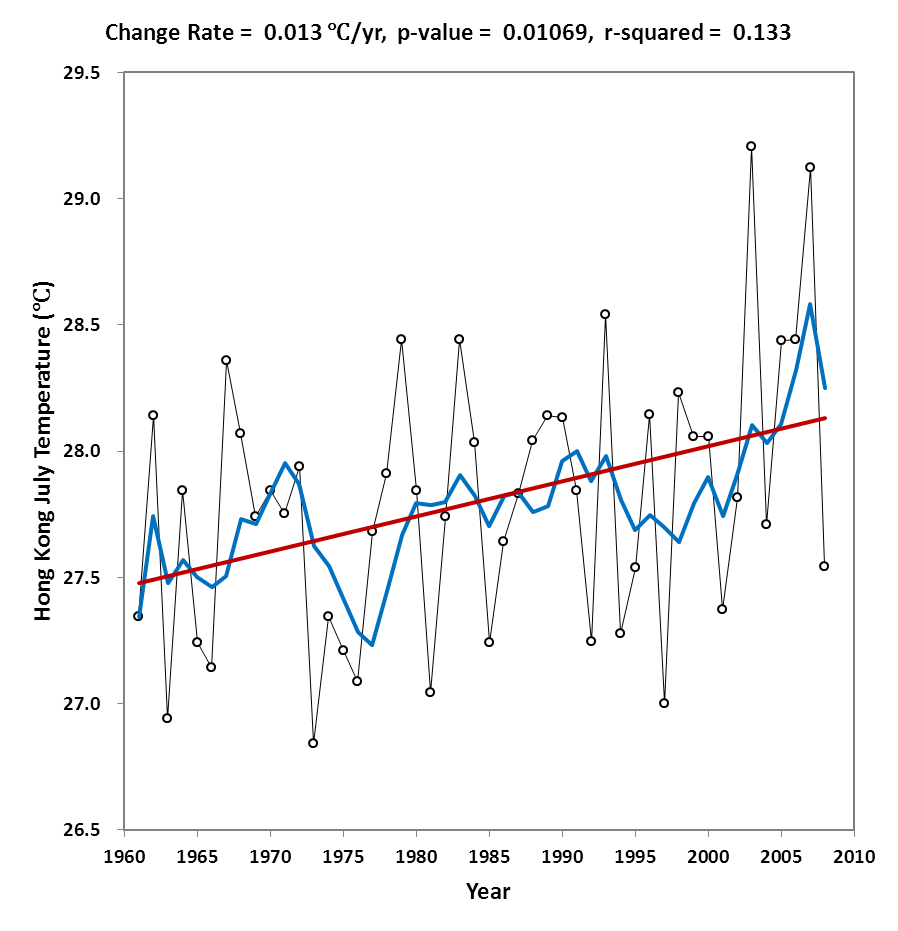 Change Rate = 0.013 ℃/yr, p-value = 0.01069, r-squared = 0.133
29.5
29.0
28.5
28.0
27.5
27.0
26.5
Hong Kong July Temperature (℃)
1960 1965 1970 1975 1980 1985 1990 1995 2000 2005 2010
Year